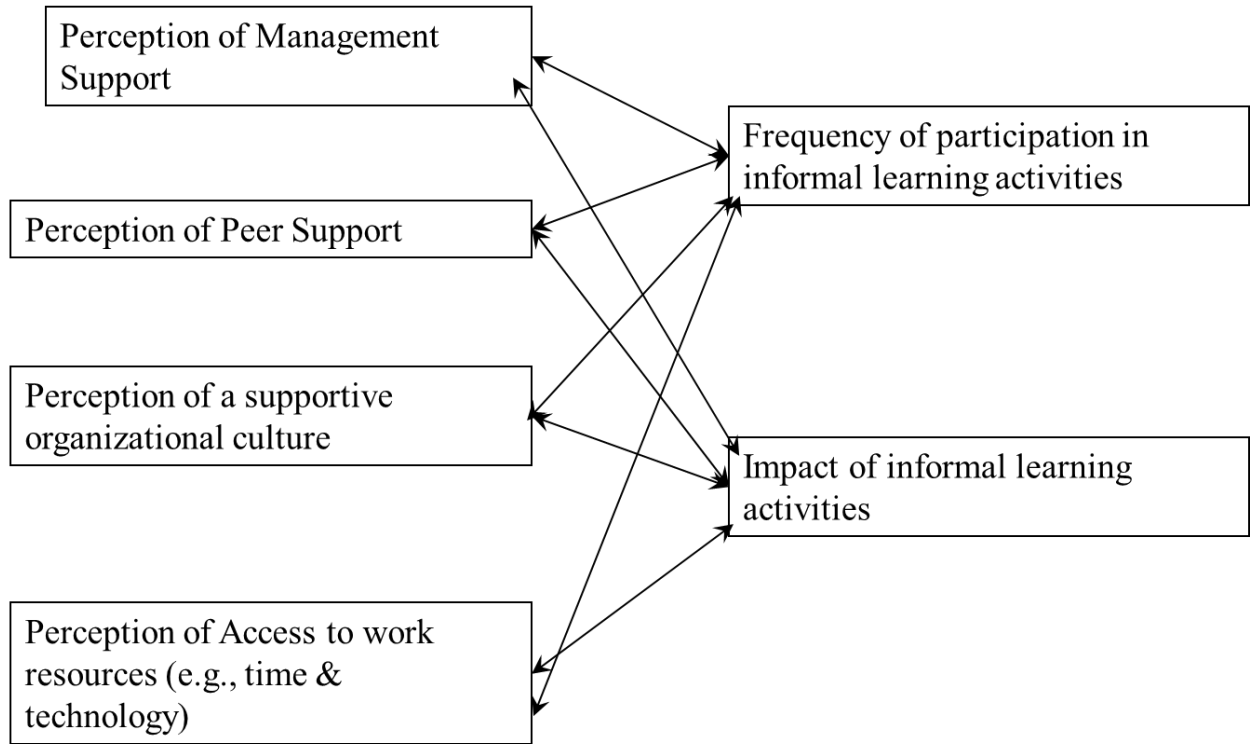 Perception of Management
Support
Frequency of participation in
informal learning activities
Perception of Peer Support
Perception of a supportive
organizational culture
Impact of informal learning
activities
Perception of Access to work
resources (e.g., time &
technology)